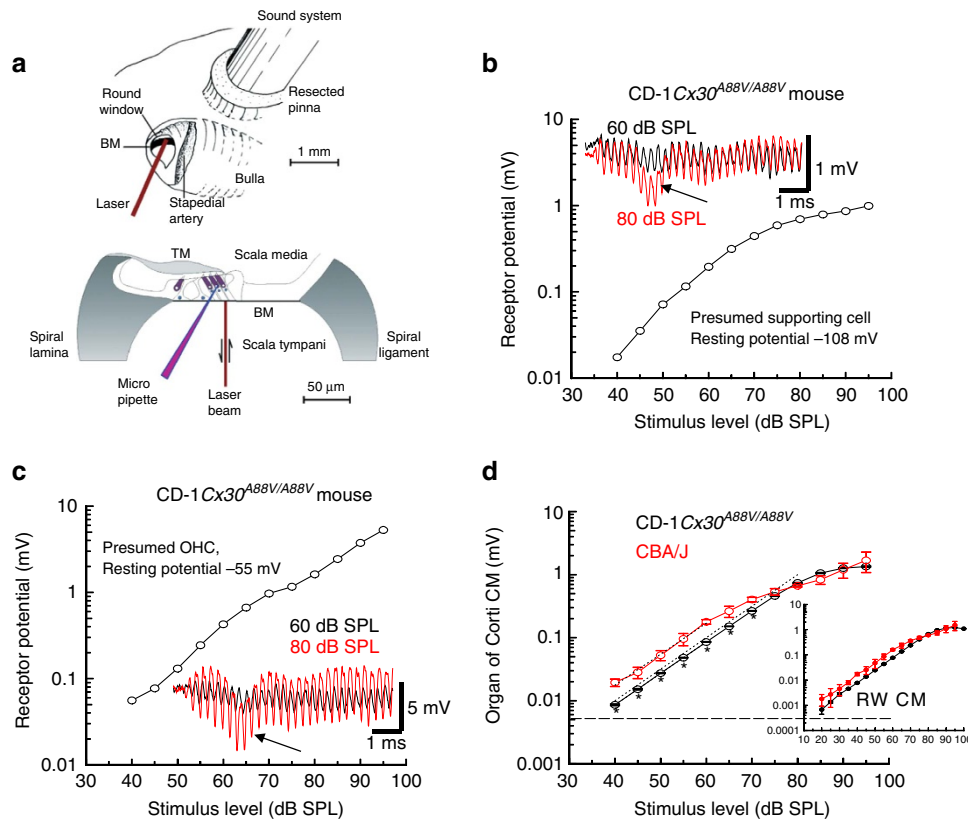 a
Sound system
Round
window
Resected
pinna
BM
1 mm
Bulla
Laser
Stapedial
artery
TM
Scala media
BM
Spiral
lamina
Scala tympani
Spiral
ligament
Micro
pipette
Laser
beam
50 μm
b
CD-1Cx30A88V/A88V mouse
60 dB SPL
1 mV
1 ms
80 dB SPL
Presumed supporting cell
Resting potential –108 mV
Receptor potential (mV)
10
1
0.1
0.01
30 40 50 60 70 80 90 100
Stimulus level (dB SPL)
c
CD-1Cx30A88V/A88V mouse
Presumed OHC,
Resting potential –55 mV
60 dB SPL
80 dB SPL
5 mV
1 ms
Receptor potential (mV)
10
1
0.1
0.01
30 40 50 60 70 80 90 100
Stimulus level (dB SPL)
d
CD-1Cx30A88V/A88V
CBA/J
Organ of Corti CM (mV)
10
1
0.1
0.01
0.001
* * * * * * * *
30 40 50 60 70 80 90 100
Stimulus level (dB SPL)
10
1
0.1
0.01
0.001
0.0001
RW CM
10 20 30 40 50 60 70 80 90 100